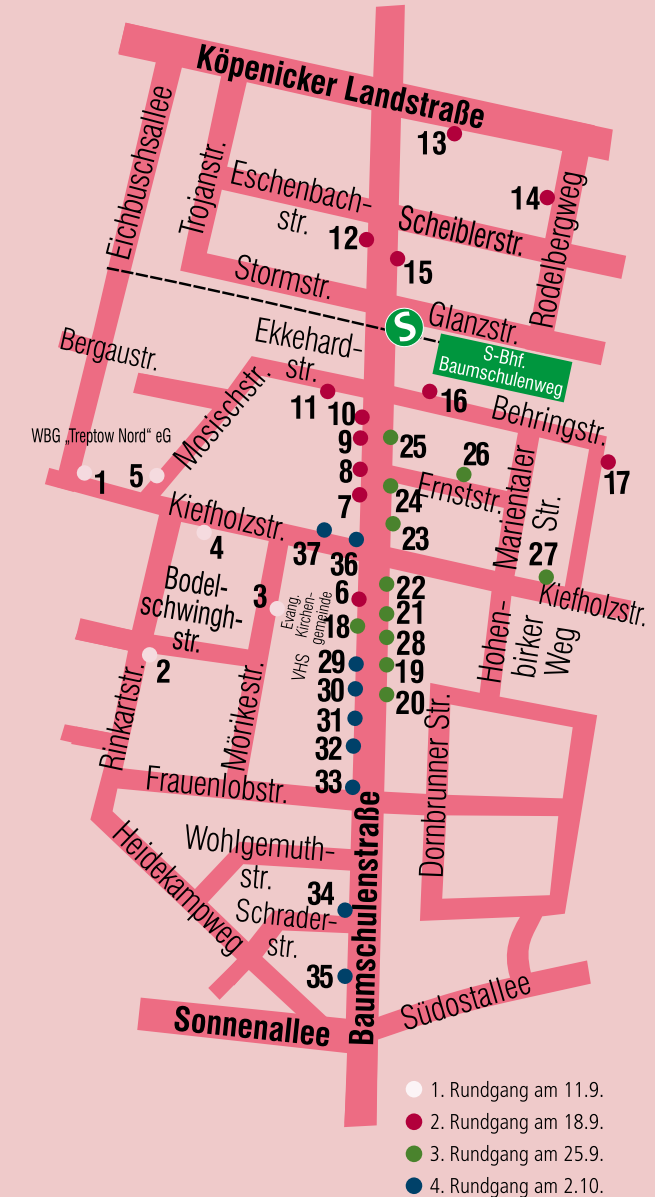 Köpenicker Landstraße
13
Eichbuschsallee
Trojanstr.
Eschenbach-
str.
14
Scheiblerstr.
Rodelbergweg
12
15
Stormstr.
S
Glanzstr.
S-Bhf.
Baumschulenweg
Ekkehard-
str.
Bergaustr.
Mosischstr.
11
10
16
Behringstr.
WBG „Treptow Nord“ eG
9
25
26
8
17
1
5
7
24
Ernststr.
Marientaler
Str.
Kiefholzstr.
4
37
36
23
27
Kiefholzstr.
Bodel-
schwingh-
str.
3
Evang.
Kirchen-
gemeinde
6
22
18
21
28
Hohen-
birker
Weg
2
VHS
29
19
30
20
Rinkartstr.
Mörikestr.
31
32
Dornbrunner Str.
Frauenlobstr.
33
Wohlgemuth-
str.
Heidekampweg
34
Schrader-
str.
35
Baumschulenstraße
Südostallee
Sonnenallee
1. Rundgang am 11.9.
2. Rundgang am 18.9.
3. Rundgang am 25.9.
4. Rundgang am 2.10.